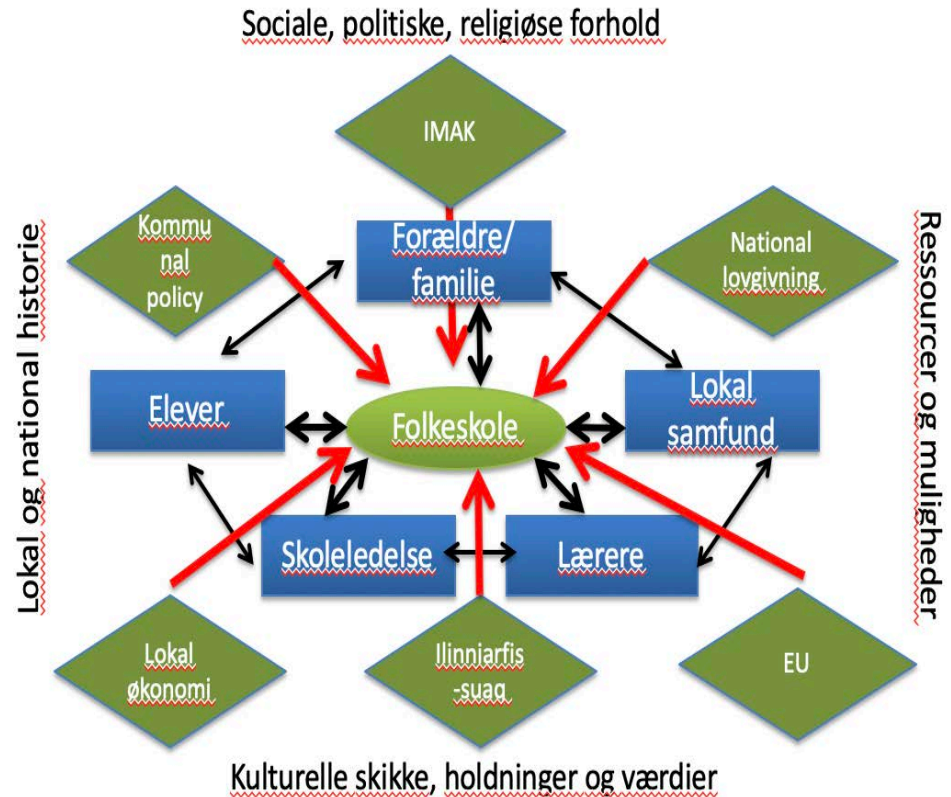 Sociale, politiske, religiøse forhold
IMAK
Kommu
nal
policy
Forældre/
familie
National
lovgivning
Lokal og national historie
Ressourcer og muligheder
Elever
Folkeskole
Lokal
samfund
Skoleledelse
Lærere
Lokal
økonomi
Ilinniarfis
-suaq
EU
Kulturelle skikke, holdninger og værdier